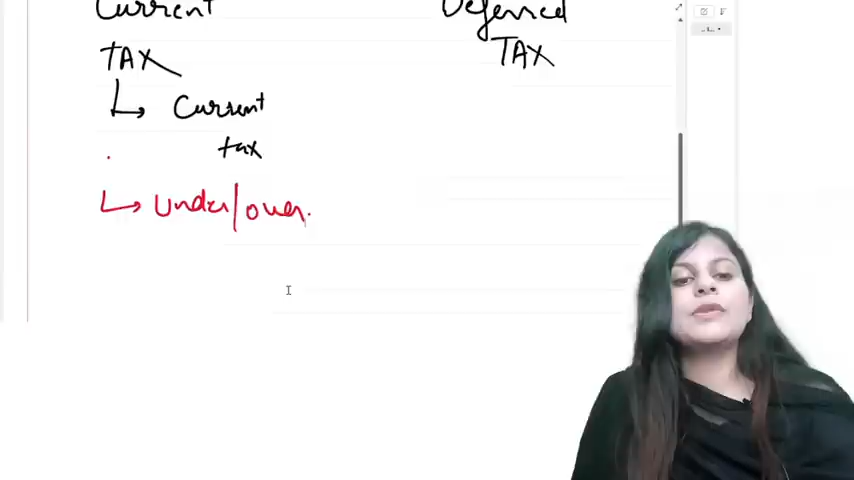 Current Deferred
TAX TAX
Current
tax
Under/over.